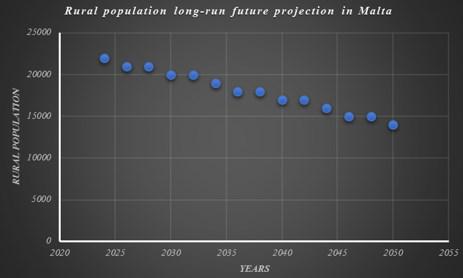 Rural population long-run future projection in Malta
25000
20000
15000
10000
5000
0
RURAL POPULATION
2020 2025 2030 2035 2040 2045 2050 2055
YEARS